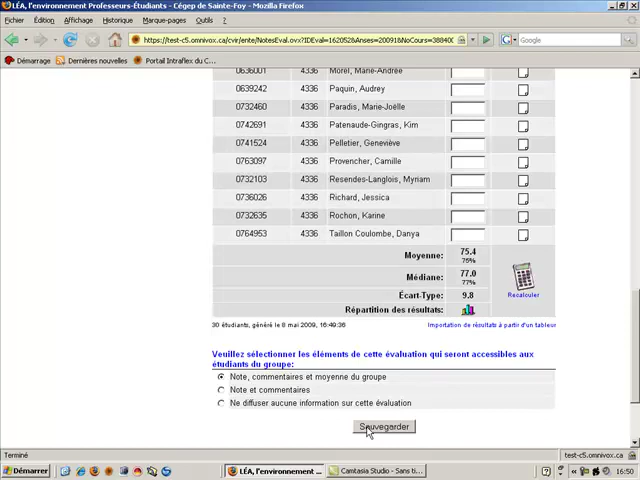 LÉA, l'environnement Professeurs-Étudiants - Cégep de Sainte-Foy - Mozilla Firefox
Fichier Édition Affichage Historique Marque-pages Outils ?
https://test-c5.omnivox.ca/cvir/ente/NotesEval.ovx?IDEval=162052&Anses=20091&NoCours=388400
Google
Démarrage Dernières nouvelles Portail Intraflex du C...
0636001 4336 Morel, Marie-Andrée
0639242 4336 Paquin, Audrey
0732460 4336 Paradis, Marie-Joëlle
0742691 4336 Patenaude-Gingras, Kim
0741524 4336 Pelletier, Geneviève
0763097 4336 Provencher, Camille
0732103 4336 Resendes-Langlois, Myriam
0736026 4336 Richard, Jessica
0732635 4336 Rochon, Karine
0764953 4336 Taillon Coulombe, Danya
Moyenne: 75.4
75%
Médiane: 77.0
77%
Écart-Type: 9.8
Recalculer
Répartition des résultats:
30 étudiants, généré le 8 mai 2009, 16:49:36 Importation de résultats à partir d'un tableur
Veuillez sélectionner les éléments de cette évaluation qui seront accessibles aux
étudiants du groupe:
Note, commentaires et moyenne du groupe
Note et commentaires
Ne diffuser aucune information sur cette évaluation
Sauvegarder
Terminé test-c5.omnivox.ca
Démarrer LÉA, l'environnement ... Camtasia Studio - Sans ti... 16:50